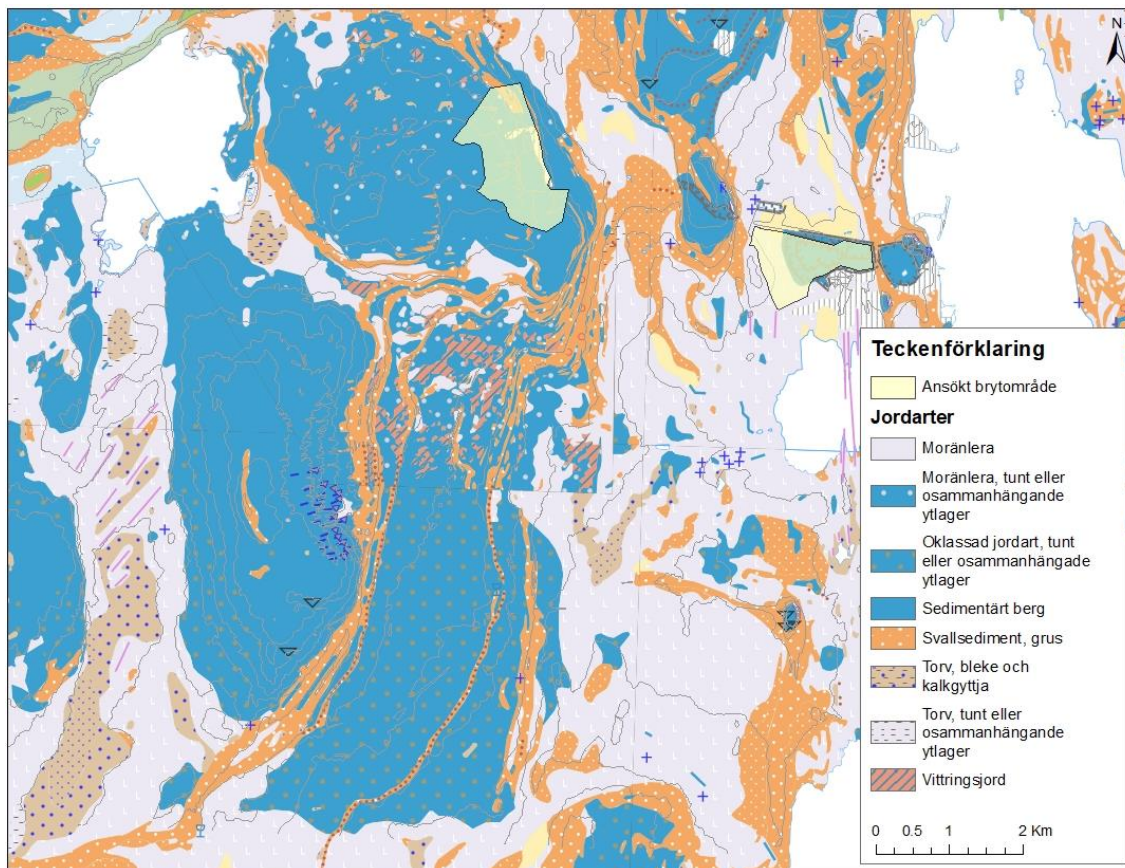 N
Teckenförklaring
Ansökt brytområde
Jordarter
Moränlera
Moränlera, tunt eller
osammanhängande
ytlager
Oklassad jordart, tunt
eller osammanhängade
ytlager
Sedimentärt berg
Svallsediment, grus
Torv, bleke och
kalkgyttja
Torv, tunt eller
osammanhängande
ytlager
Vittringsjord
0 0.5 1 2 Km